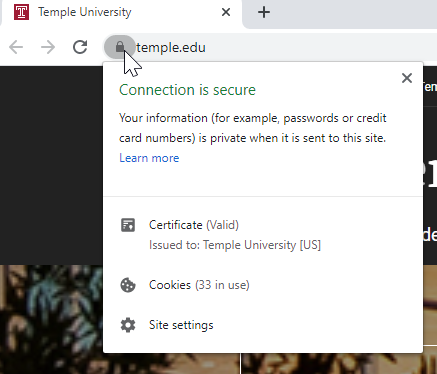 Temple University
temple.edu
Connection is secure
Your information (for example, passwords or credit
card numbers) is private when it is sent to this site.
Learn more
Certificate (Valid)
Issued to: Temple University [US]
Cookies (33 in use)
Site settings